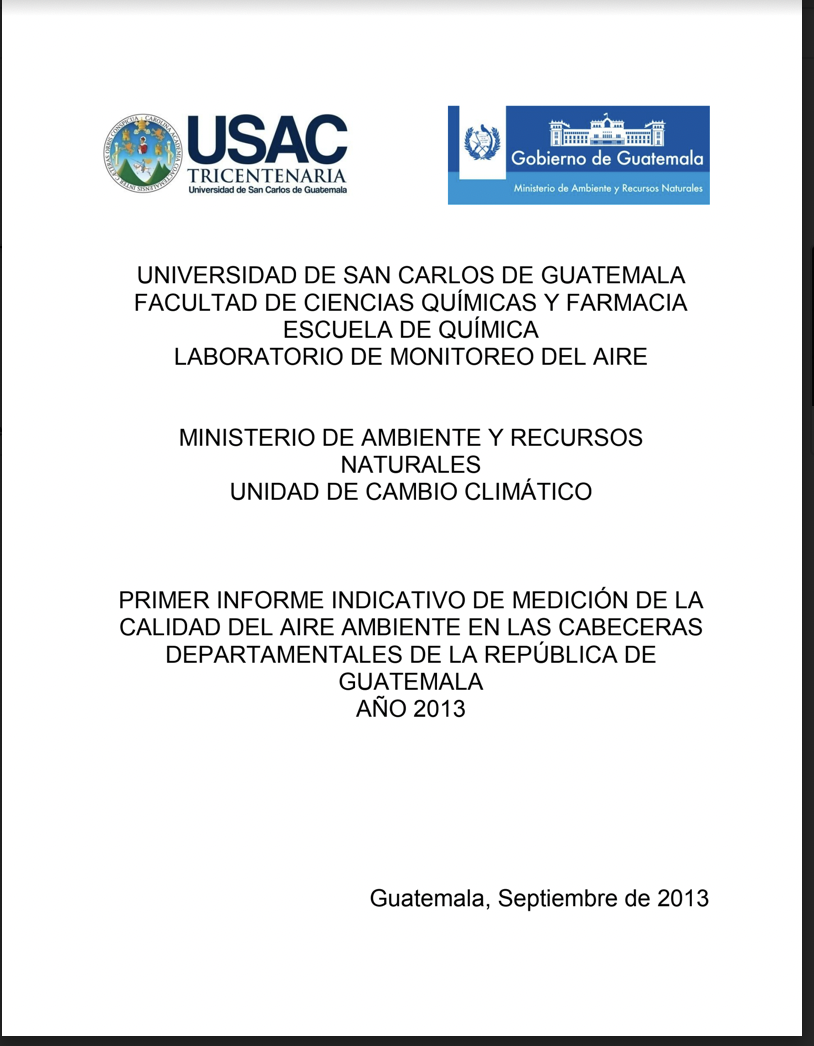 USAC
TRICENTENARIA
Universidad de San Carlos de Guatemala
Gobierno de Guatemala
Ministerio de Ambiente y Recursos Naturales
UNIVERSIDAD DE SAN CARLOS DE GUATEMALA
FACULTAD DE CIENCIAS QUÍMICAS Y FARMACIA
ESCUELA DE QUÍMICA
LABORATORIO DE MONITOREO DEL AIRE
MINISTERIO DE AMBIENTE Y RECURSOS
NATURALES
UNIDAD DE CAMBIO CLIMÁTICO
PRIMER INFORME INDICATIVO DE MEDICIÓN DE LA
CALIDAD DEL AIRE AMBIENTE EN LAS CABECERAS
DEPARTAMENTALES DE LA REPÚBLICA DE
GUATEMALA
AÑO 2013
Guatemala, Septiembre de 2013